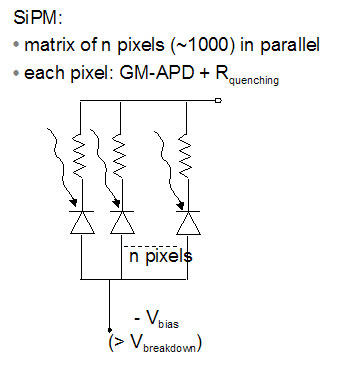 SiPM:
• matrix of n pixels (~1000) in parallel
• each pixel: GM-APD + Rquenching
n pixels
- Vbias
(> Vbreakdown)